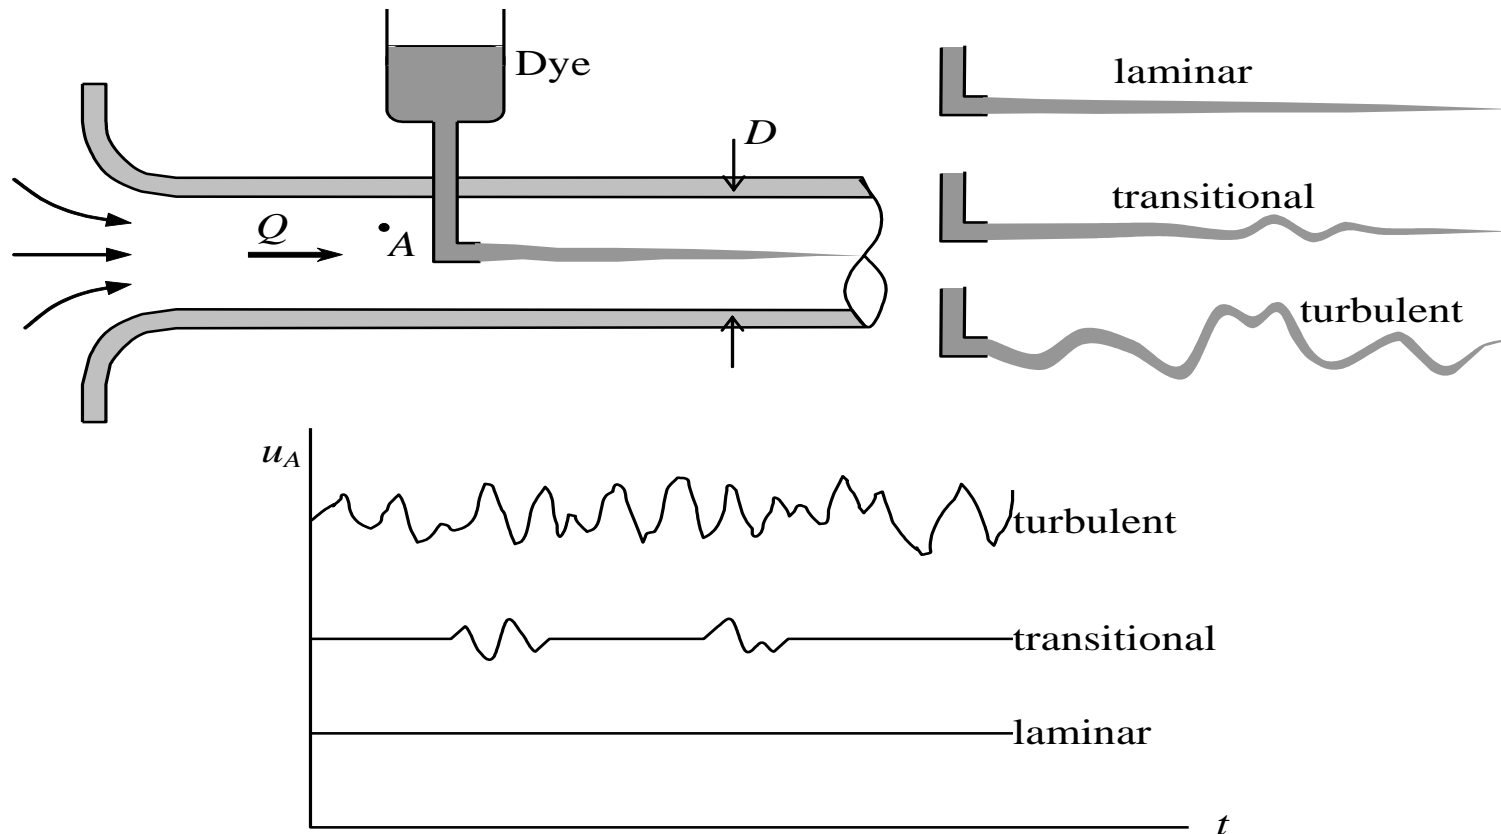 Dye
D
Q
A
laminar
transitional
turbulent
u_A
turbulent
transitional
laminar
t